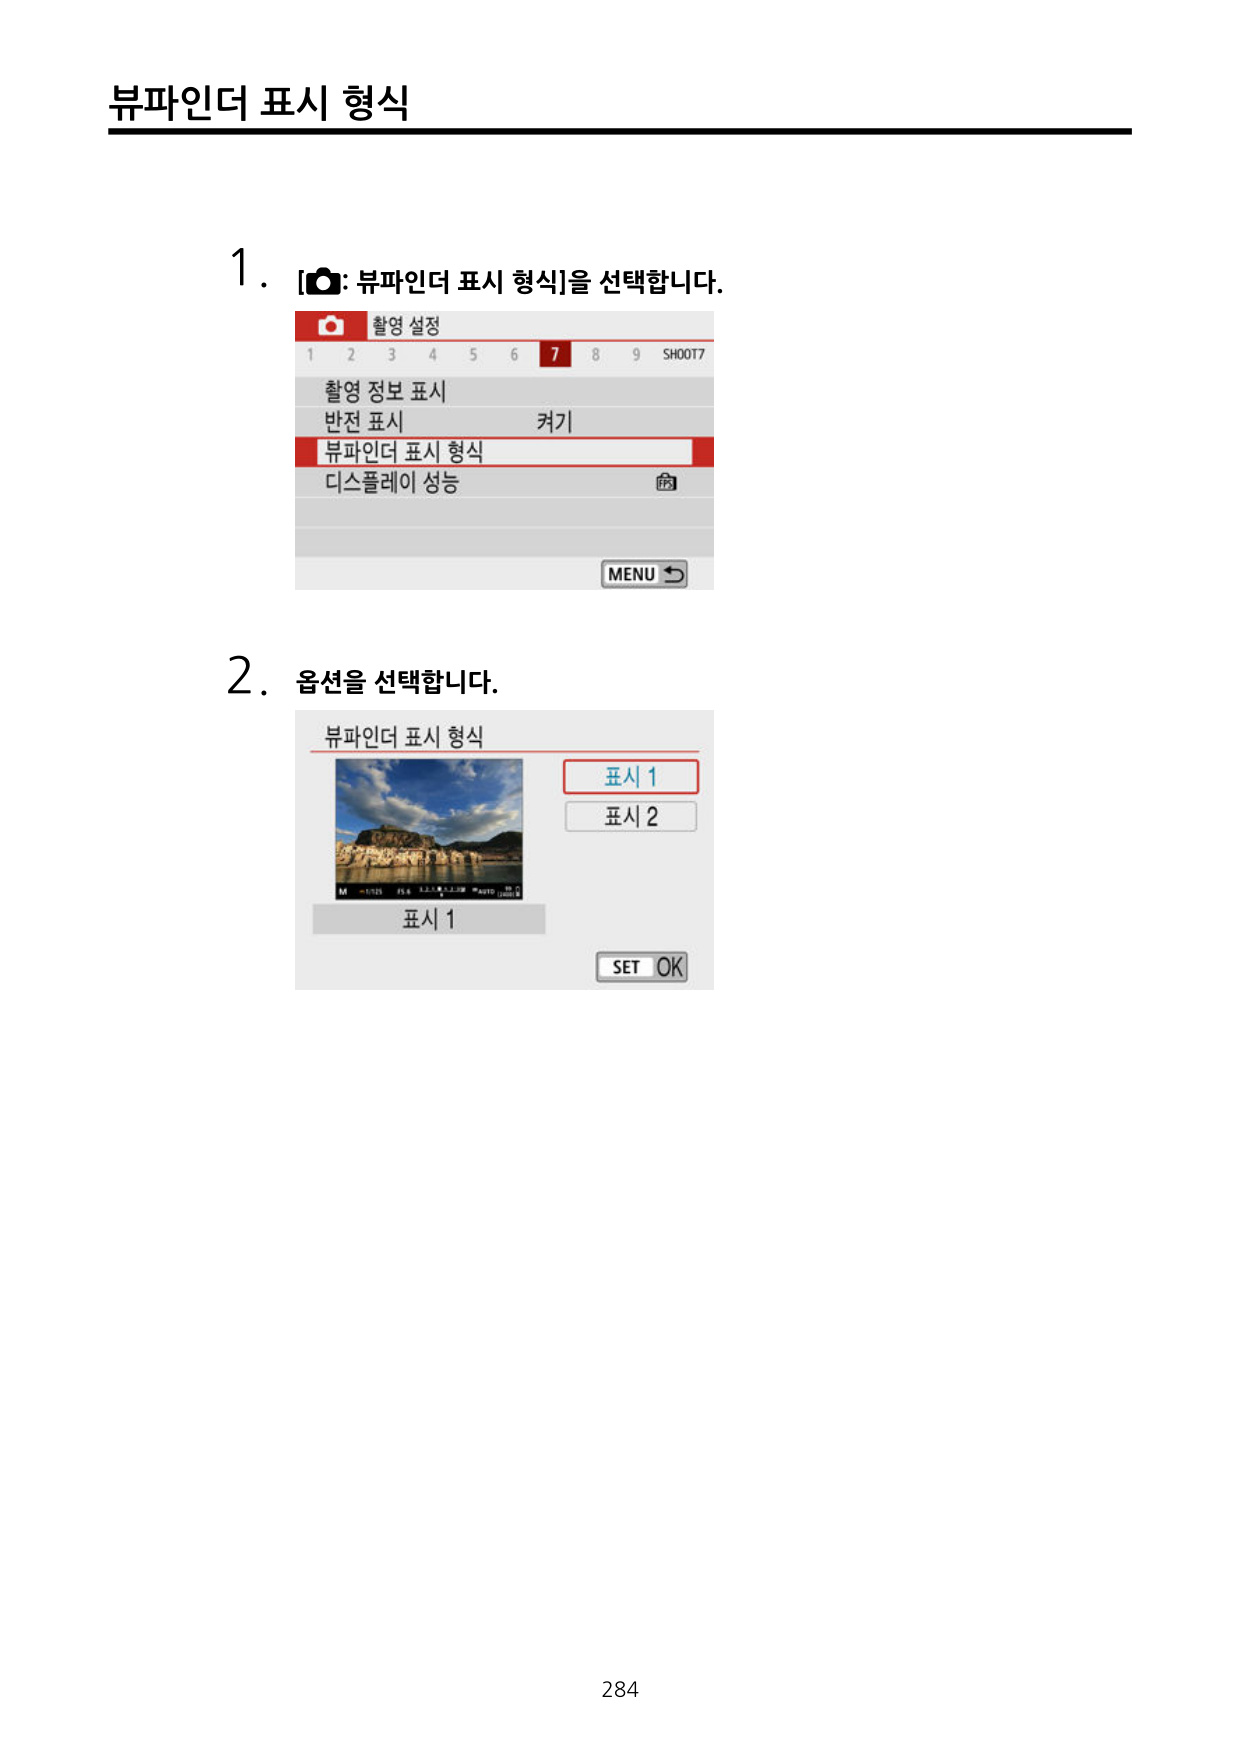 뷰파인더 표시 형식
1. [: 뷰파인더 표시 형식]을 선택합니다.
촬영 설정
1 2 3 4 5 6 7 8 9 SHOOT7
촬영 정보 표시
반전 표시 켜기
뷰파인더 표시 형식
디스플레이 성능 FPS
MENU
2. 옵션을 선택합니다.
뷰파인더 표시 형식
표시 1
표시 2
M 1/125 F5.6 AUTO
표시 1
SET OK
284